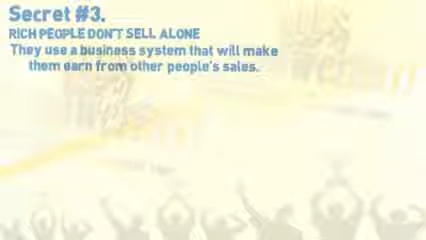 Secret #3.
RICH PEOPLE DON'T SELL ALONE
They use a business system that will make
them earn from other people's sales.